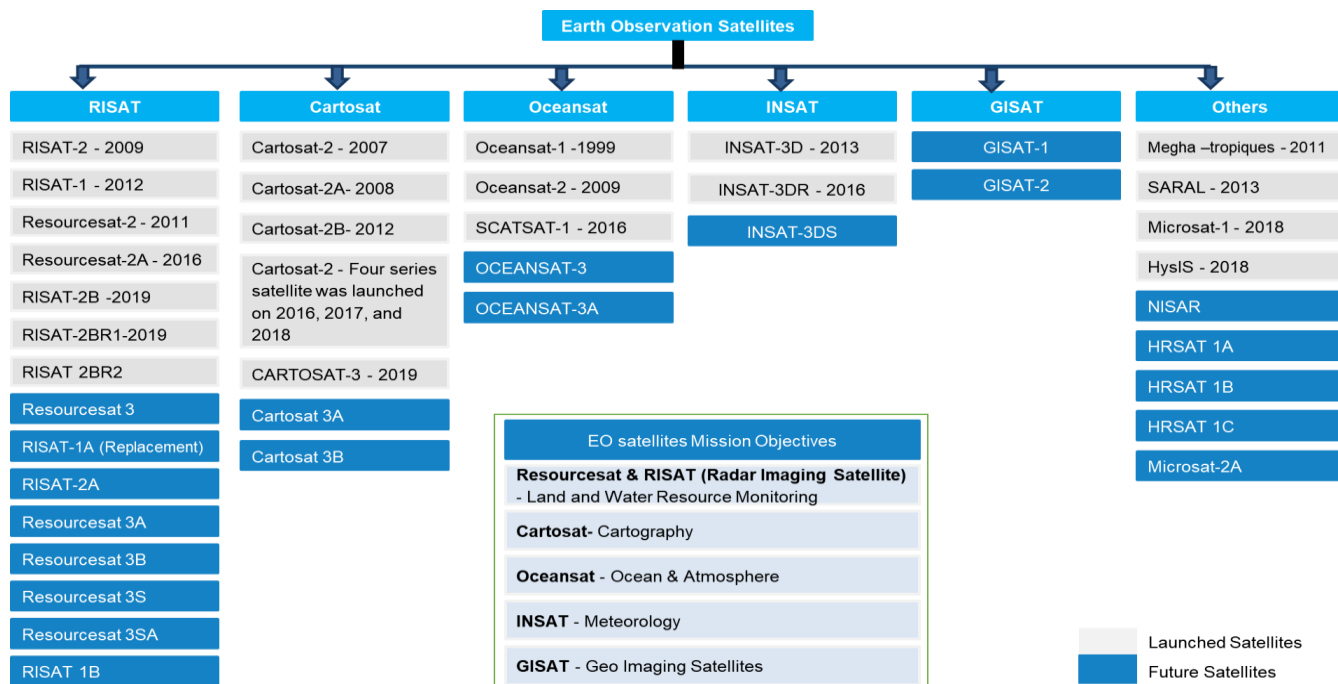 Earth Observation Satellites
RISAT
RISAT-2 - 2009
RISAT-1 - 2012
Resourcesat-2 - 2011
Resourcesat-2A - 2016
RISAT-2B -2019
RISAT-2BR1-2019
RISAT 2BR2
Resourcesat 3
RISAT-1A (Replacement)
RISAT-2A
Resourcesat 3A
Resourcesat 3B
Resourcesat 3S
Resourcesat 3SA
RISAT 1B
Cartosat
Cartosat-2 - 2007
Cartosat-2A- 2008
Cartosat-2B- 2012
Cartosat-2 - Four series
satellite was launched
on 2016, 2017, and
2018
CARTOSAT-3 - 2019
Cartosat 3A
Cartosat 3B
Oceansat
Oceansat-1 -1999
Oceansat-2 - 2009
SCATSAT-1 - 2016
OCEANSAT-3
OCEANSAT-3A
INSAT
INSAT-3D - 2013
INSAT-3DR - 2016
INSAT-3DS
GISAT
GISAT-1
GISAT-2
Others
Megha –tropiques - 2011
SARAL - 2013
Microsat-1 - 2018
HysIS - 2018
NISAR
HRSAT 1A
HRSAT 1B
HRSAT 1C
Microsat-2A
EO satellites Mission Objectives
Resourcesat & RISAT (Radar Imaging Satellite)
- Land and Water Resource Monitoring
Cartosat- Cartography
Oceansat - Ocean & Atmosphere
INSAT - Meteorology
GISAT - Geo Imaging Satellites
Launched Satellites
Future Satellites